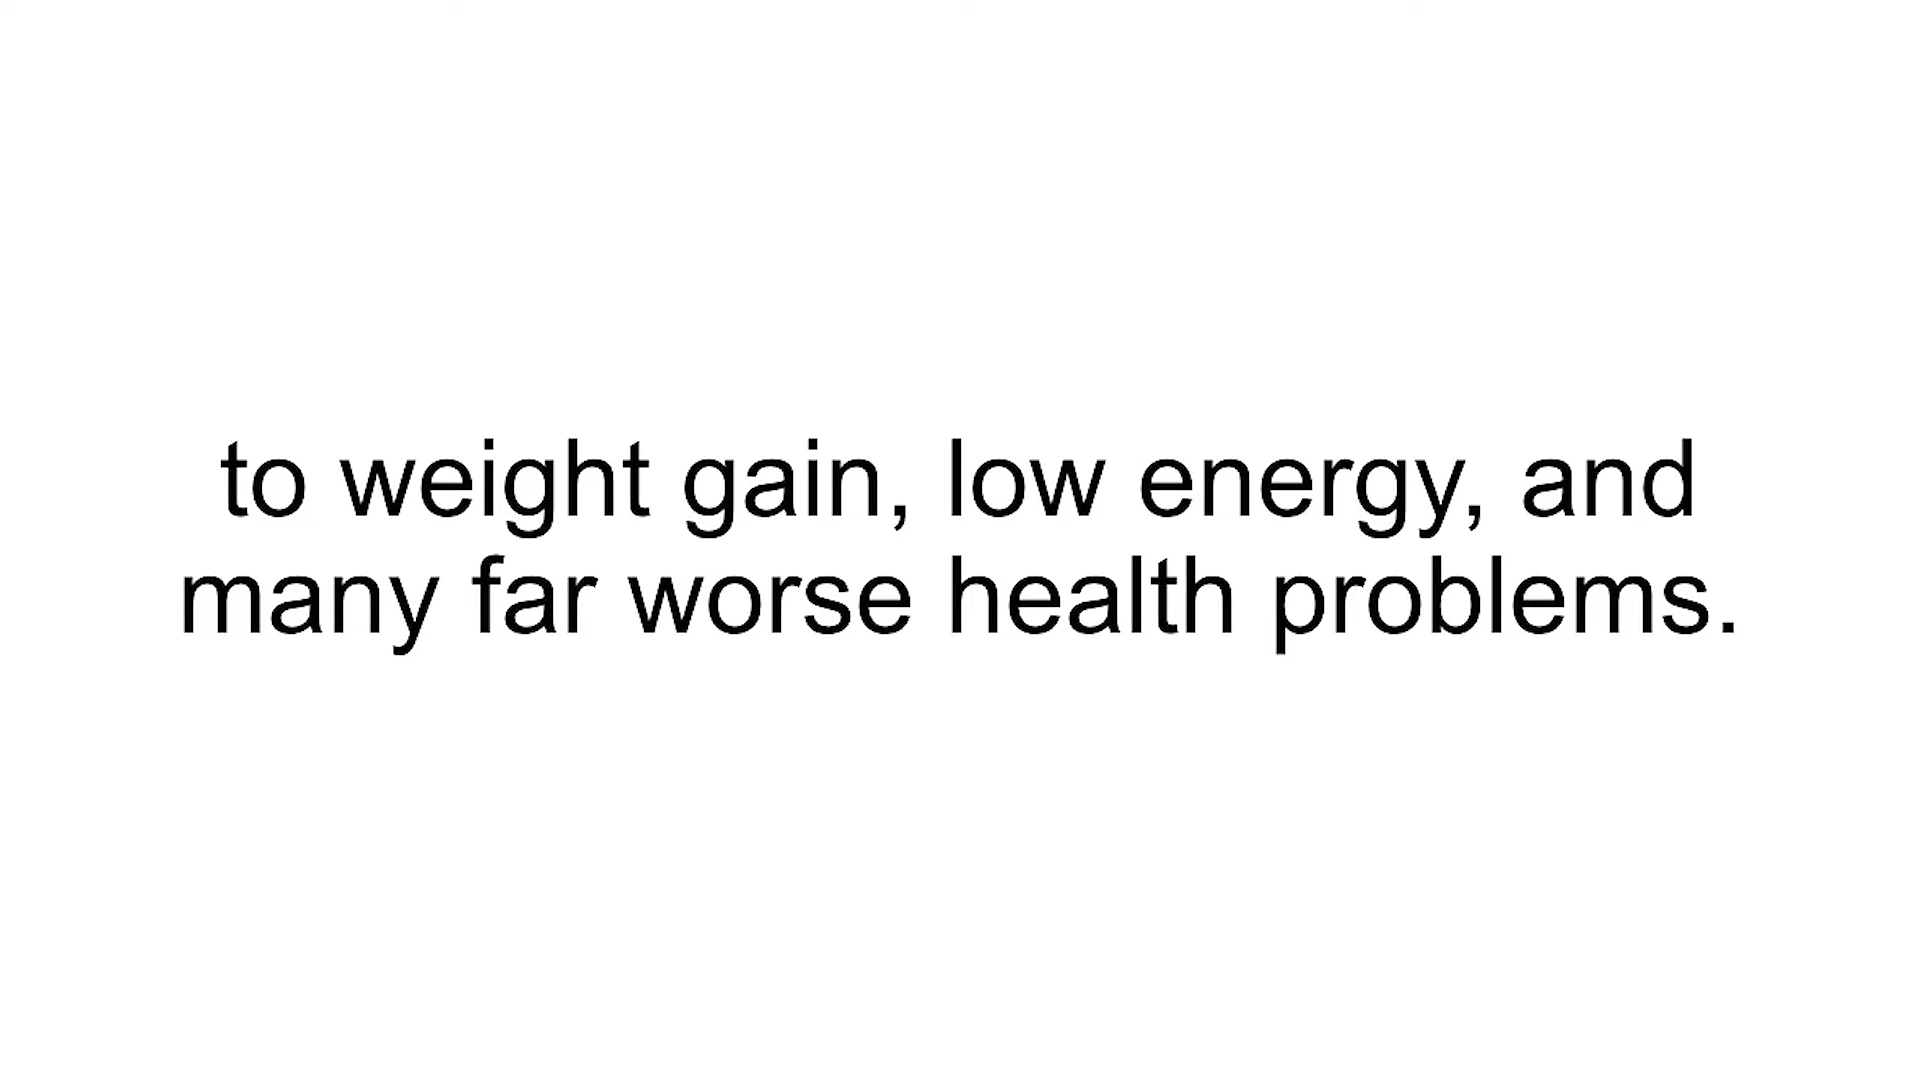 to weight gain, low energy, and
many far worse health problems.